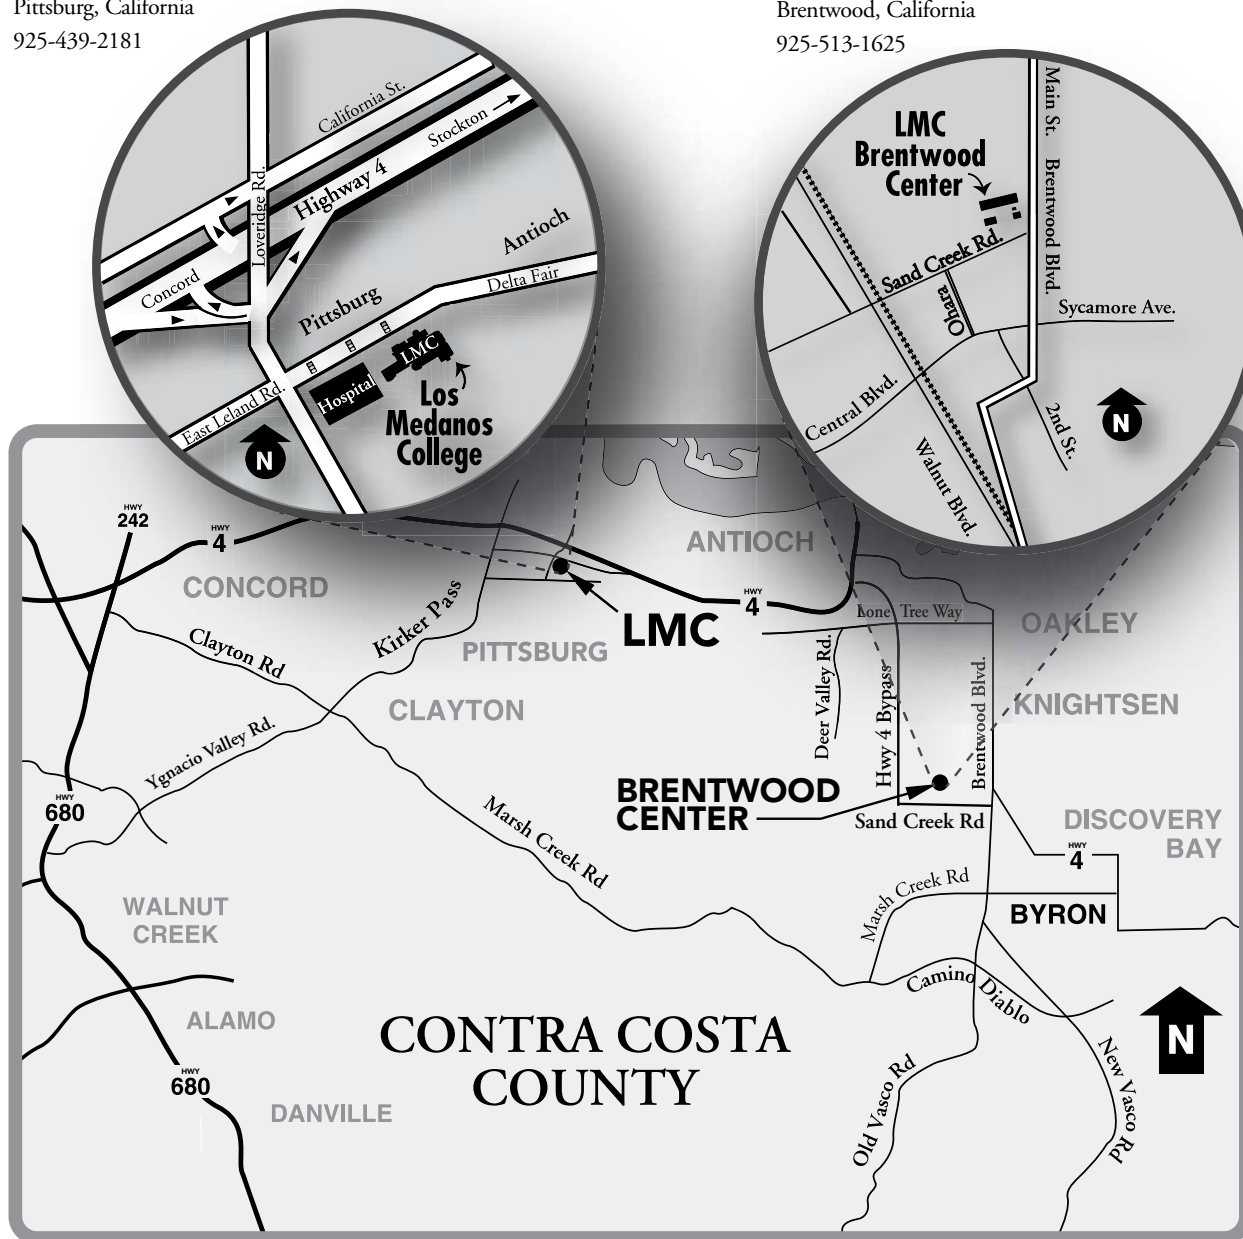 Pittsburg, California
925-439-2181
Brentwood, California
925-513-1625
California St.
Stockton
Highway 4
Loveridge Rd.
Concord
Antioch
Delta Fair
Pittsburg
LMC
Hospital
East Leland Rd.
Los
Medanos
College
N
Main St.
Brentwood Blvd.
LMC
Brentwood
Center
Sand Creek Rd.
Ohara
Sycamore Ave.
Central Blvd.
2nd St.
Walnut Blvd.
N
HWY
242
HWY
4
CONCORD
ANTIOCH
HWY
4
Kirker Pass
LMC
Lone Tree Way
OAKLEY
Clayton Rd
PITTSBURG
CLAYTON
Deer Valley Rd.
Hwy 4 Bypass
Brentwood Blvd.
KNIGHTSEN
Ygnacio Valley Rd.
HWY
680
BRENTWOOD
CENTER
Sand Creek Rd
DISCOVERY
BAY
HWY
4
Marsh Creek Rd
Marsh Creek Rd
BYRON
WALNUT
CREEK
Camino Diablo
ALAMO
CONTRA COSTA
COUNTY
N
HWY
680
DANVILLE
Old Vasco Rd
New Vasco Rd